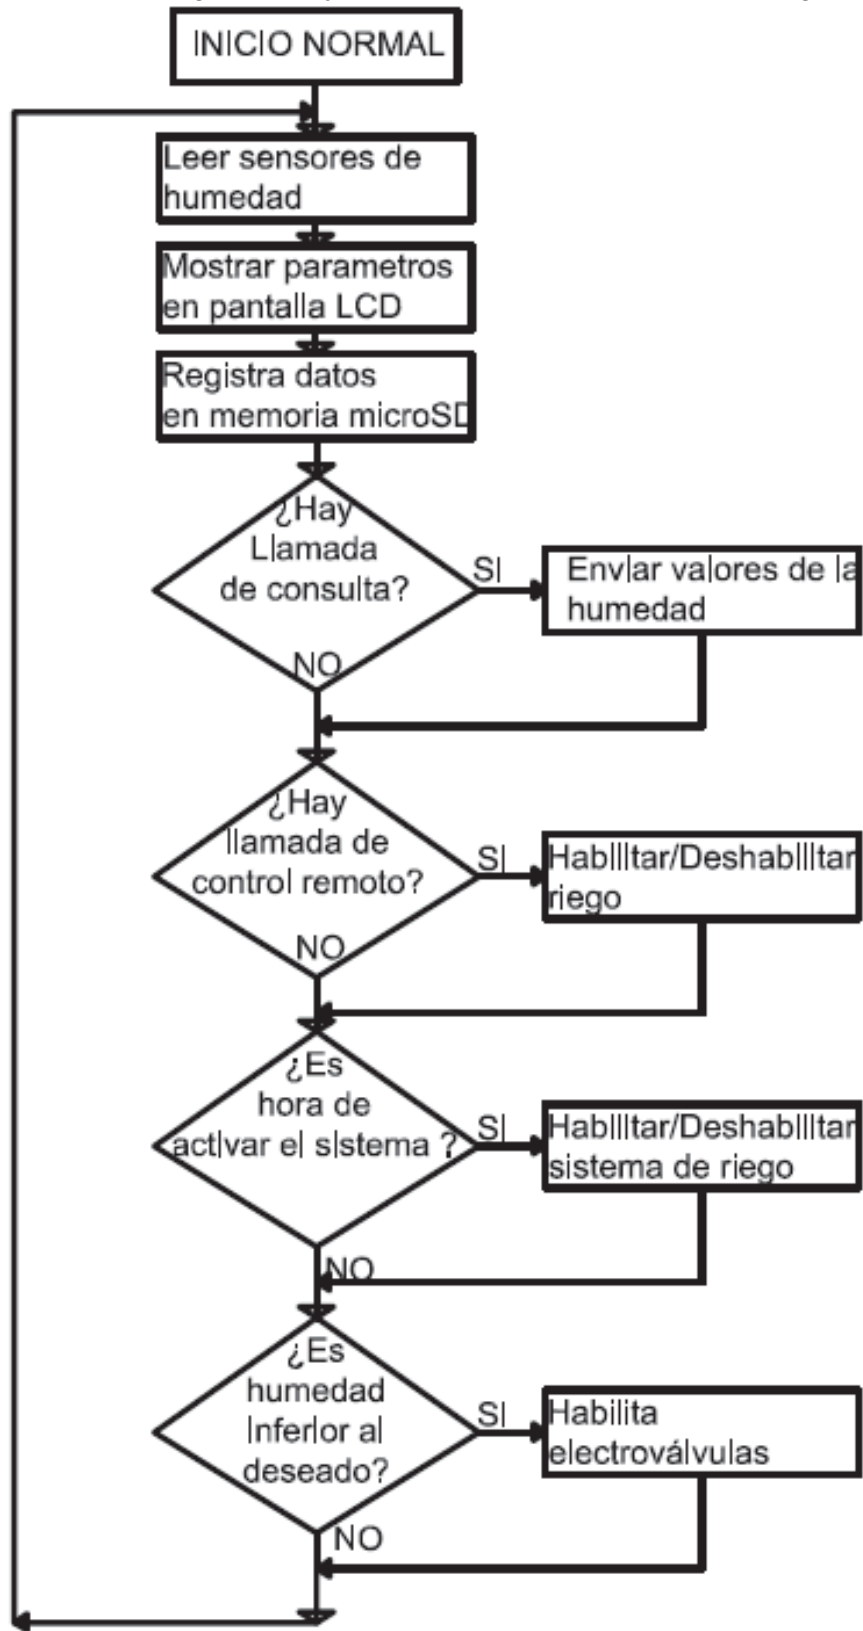 INICIO NORMAL
Leer sensores de
humedad
Mostrar parametros
en pantalla LCD
Registra datos
en memoria microSD
¿Hay
Llamada
de consulta?
SI
Enviar valores de la
humedad
NO
¿Hay
llamada de
control remoto?
SI
Habilitar/Deshabilitar
riego
NO
¿Es
hora de
activar el sistema ?
SI
Habilitar/Deshabilitar
sistema de riego
NO
¿Es
humedad
Inferior al
deseado?
SI
Habilita
electroválvulas
NO